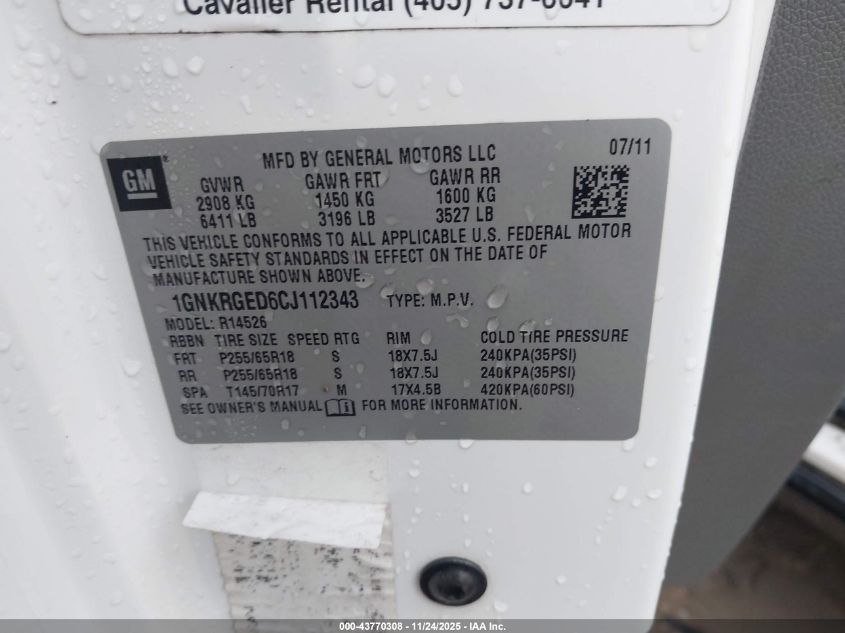 Cavalier Rental (405) 737-6641
MFD BY GENERAL MOTORS LLC 07/11
GM
GVWR GAWR FRT GAWR RR
2908 KG 1450 KG 1600 KG
6411 LB 3196 LB 3527 LB
THIS VEHICLE CONFORMS TO ALL APPLICABLE U.S. FEDERAL MOTOR
VEHICLE SAFETY STANDARDS IN EFFECT ON THE DATE OF
MANUFACTURE SHOWN ABOVE.
1GNKRGED6CJ112343 TYPE: M.P.V.
MODEL: R14526
RBBN TIRE SIZE SPEED RTG RIM COLD TIRE PRESSURE
FRT P255/65R18 S 18X7.5J 240KPA(35PSI)
RR P255/65R18 S 18X7.5J 240KPA(35PSI)
SPA T145/70R17 M 17X4.5B 420KPA(60PSI)
SEE OWNER'S MANUAL FOR MORE INFORMATION.
000-43770308 - 11/24/2025 - IAA Inc.